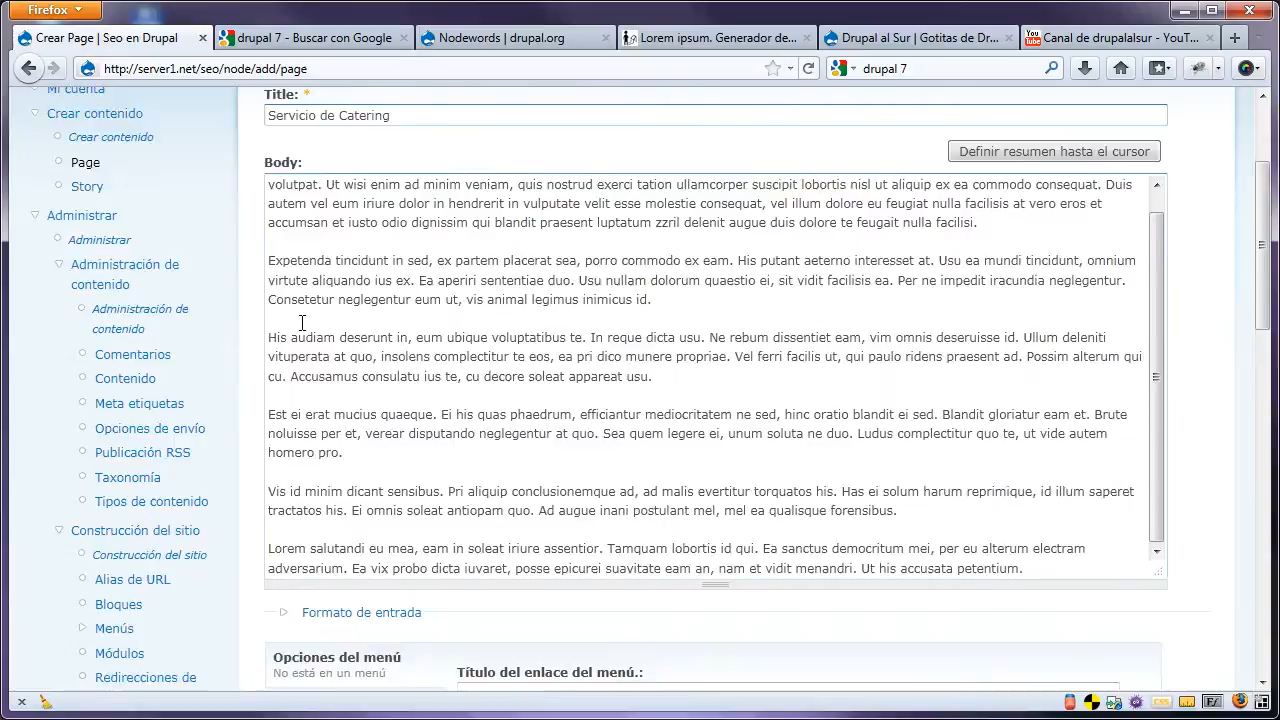 Firefox
Crear Page | Seo en Drupal
drupal 7 - Buscar con Google
Nodewords | drupal.org
Lorem ipsum. Generador de...
Drupal al Sur | Gotitas de Dr...
Canal de drupalalsur - YouT...
http://server1.net/seo/node/add/page
drupal 7
Mi cuenta
Crear contenido
Crear contenido
Page
Story
Administrar
Administrar
Administración de
contenido
Administración de
contenido
Comentarios
Contenido
Meta etiquetas
Opciones de envío
Publicación RSS
Taxonomía
Tipos de contenido
Construcción del sitio
Construcción del sitio
Alias de URL
Bloques
Menús
Módulos
Redirecciones de
Title: *
Servicio de Catering
Definir resumen hasta el cursor
Body:
volutpat. Ut wisi enim ad minim veniam, quis nostrud exerci tation ullamcorper suscipit lobortis nisl ut aliquip ex ea commodo consequat. Duis
autem vel eum iriure dolor in hendrerit in vulputate velit esse molestie consequat, vel illum dolore eu feugiat nulla facilisis at vero eros et
accumsan et iusto odio dignissim qui blandit praesent luptatum zzril delenit augue duis dolore te feugait nulla facilisi.
Expetenda tincidunt in sed, ex partem placerat sea, porro commodo ex eam. His putant aeterno interesset at. Usu ea mundi tincidunt, omnium
virtute aliquando ius ex. Ea aperiri sententiae duo. Usu nullam dolorum quaestio ei, sit vidit facilisis ea. Per ne impedit iracundia neglegentur.
Consetetur neglegentur eum ut, vis animal legimus inimicus id.
His audiam deserunt in, eum ubique voluptatibus te. In reque dicta usu. Ne rebum dissentiet eam, vim omnis deseruisse id. Ullum deleniti
vituperata at quo, insolens complectitur te eos, ea pri dico munere propriae. Vel ferri facilis ut, qui paulo ridens praesent ad. Possim alterum qui
cu. Accusamus consulatu ius te, cu decore soleat appareat usu.
Est ei erat mucius quaeque. Ei his quas phaedrum, efficiantur mediocritatem ne sed, hinc oratio blandit ei sed. Blandit gloriatur eam et. Brute
noluisse per et, verear disputando neglegentur at quo. Sea quem legere ei, unum soluta ne duo. Ludus complectitur quo te, ut vide autem
homero pro.
Vis id minim dicant sensibus. Pri aliquip conclusionemque ad, ad malis evertitur torquatos his. Has ei solum harum reprimique, id illum saperet
tractatos his. Ei omnis soleat antiopam quo. Ad augue inani postulant mel, mel ea qualisque forensibus.
Lorem salutandi eu mea, eam in soleat iriure assentior. Tamquam lobortis id qui. Ea sanctus democritum mei, per eu alterum electram
adversarium. Ea vix probo dicta iuvaret, posse epicurei suavitate eam an, nam et vidit menandri. Ut his accusata petentium.
Formato de entrada
Opciones del menú
No está en un menú
Título del enlace del menú.: